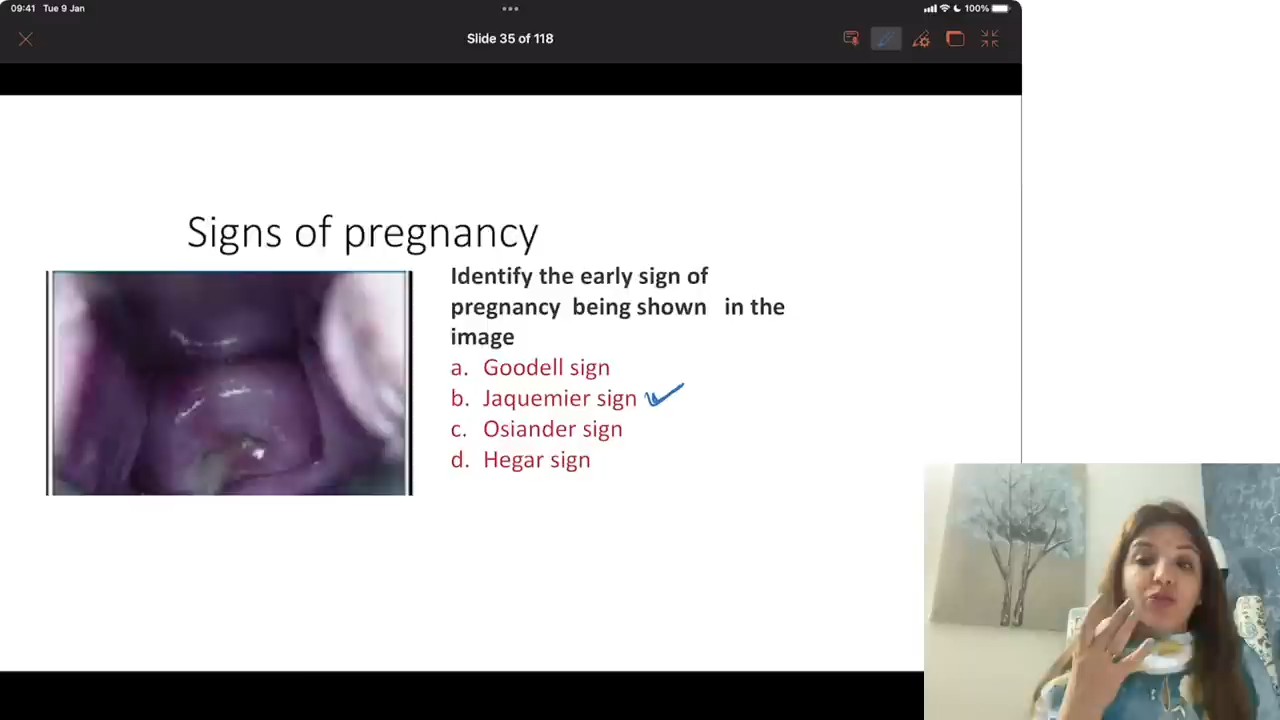 09:41 Tue 9 Jan
100%
Slide 35 of 118
Signs of pregnancy
Identify the early sign of
pregnancy being shown in the
image
a. Goodell sign
b. Jaquemier sign
c. Osiander sign
d. Hegar sign